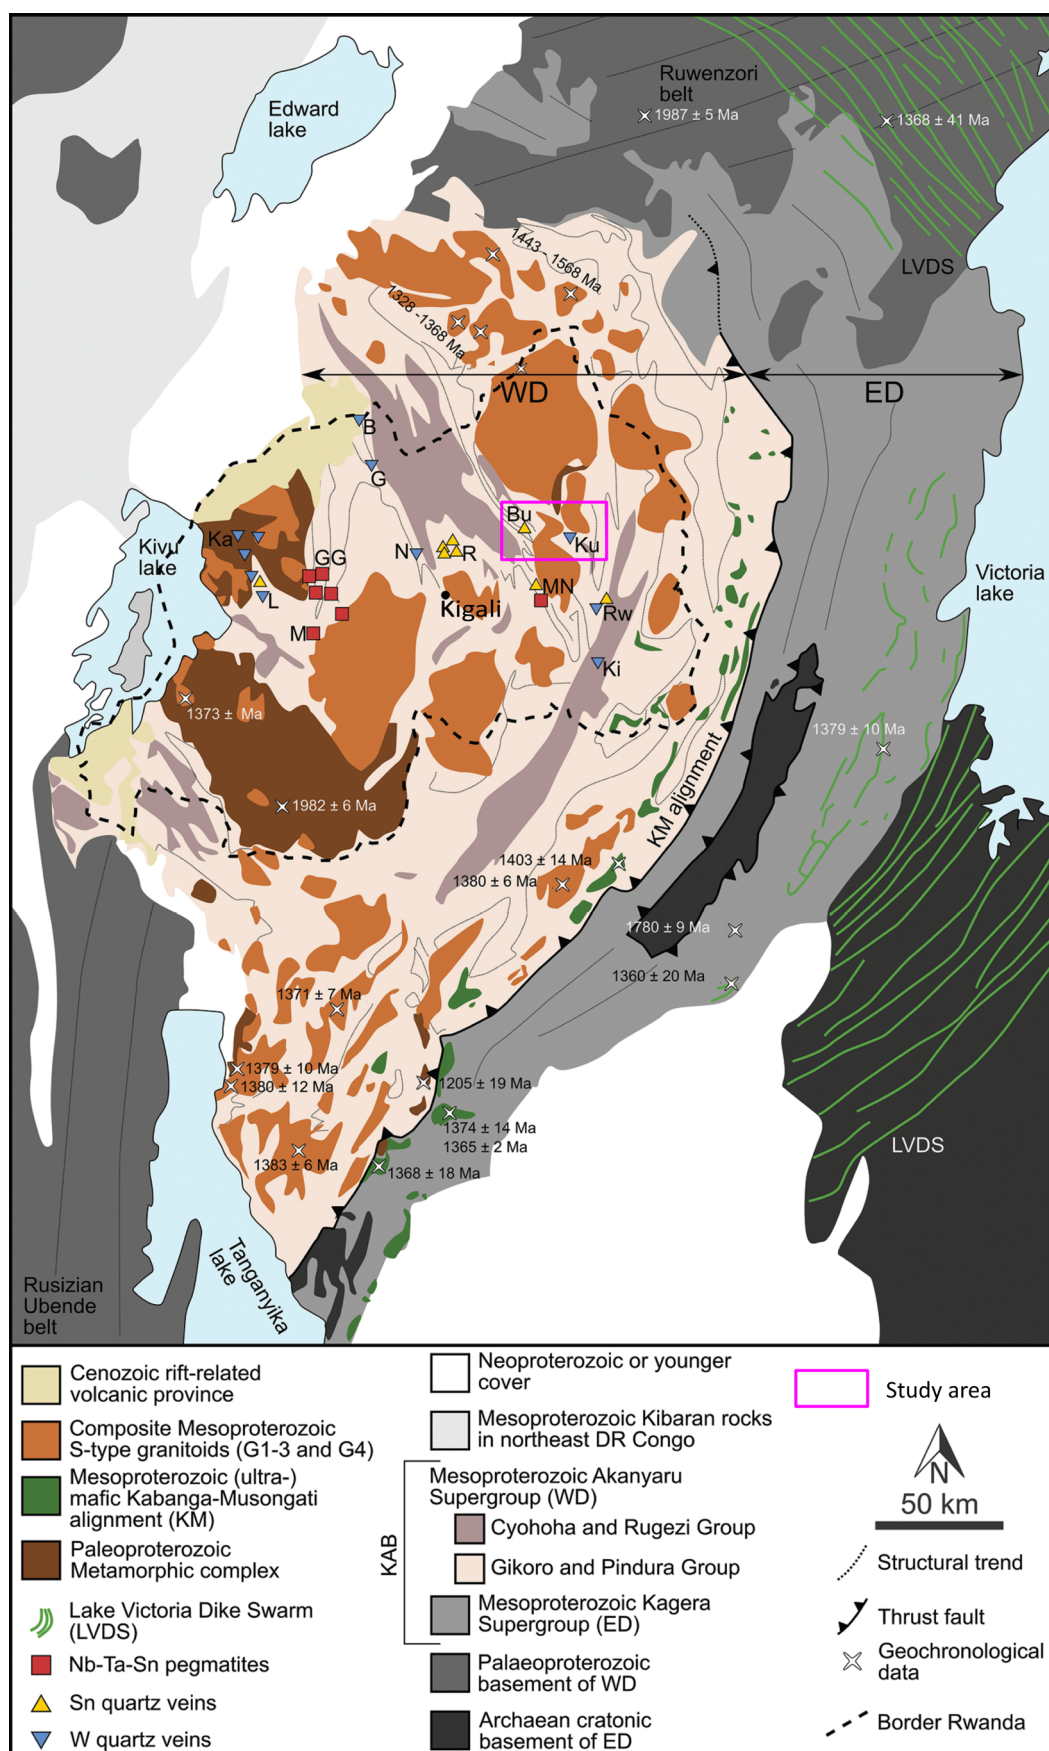 Edward
lake
Ruwenzori
belt
1987 ± 5 Ma
1368 ± 41 Ma
LVDS
1443 - 1568 Ma
1328 -1368 Ma
WD
ED
B
G
Bu
Ku
Ka
Kivu
lake
GG
N
R
L
MN
Rw
Kigali
M
Ki
Victoria
lake
1373 ± Ma
1379 ± 10 Ma
KM alignment
1982 ± 6 Ma
1403 ± 14 Ma
1380 ± 6 Ma
1780 ± 9 Ma
1360 ± 20 Ma
1371 ± 7 Ma
1379 ± 10 Ma
1380 ± 12 Ma
1205 ± 19 Ma
1374 ± 14 Ma
1365 ± 2 Ma
1383 ± 6 Ma
1368 ± 18 Ma
LVDS
Tanganyika
lake
Rusizian
Ubende
belt
Cenozoic rift-related
volcanic province
Composite Mesoproterozoic
S-type granitoids (G1-3 and G4)
Mesoproterozoic (ultra-)
mafic Kabanga-Musongati
alignment (KM)
Paleoproterozoic
Metamorphic complex
Lake Victoria Dike Swarm
(LVDS)
Nb-Ta-Sn pegmatites
Sn quartz veins
W quartz veins
Neoproterozoic or younger
cover
Mesoproterozoic Kibaran rocks
in northeast DR Congo
KAB
Mesoproterozoic Akanyaru
Supergroup (WD)
Cyohoha and Rugezi Group
Gikoro and Pindura Group
Mesoproterozoic Kagera
Supergroup (ED)
Palaeoproterozoic
basement of WD
Archaean cratonic
basement of ED
Study area
N
50 km
Structural trend
Thrust fault
Geochronological
data
Border Rwanda